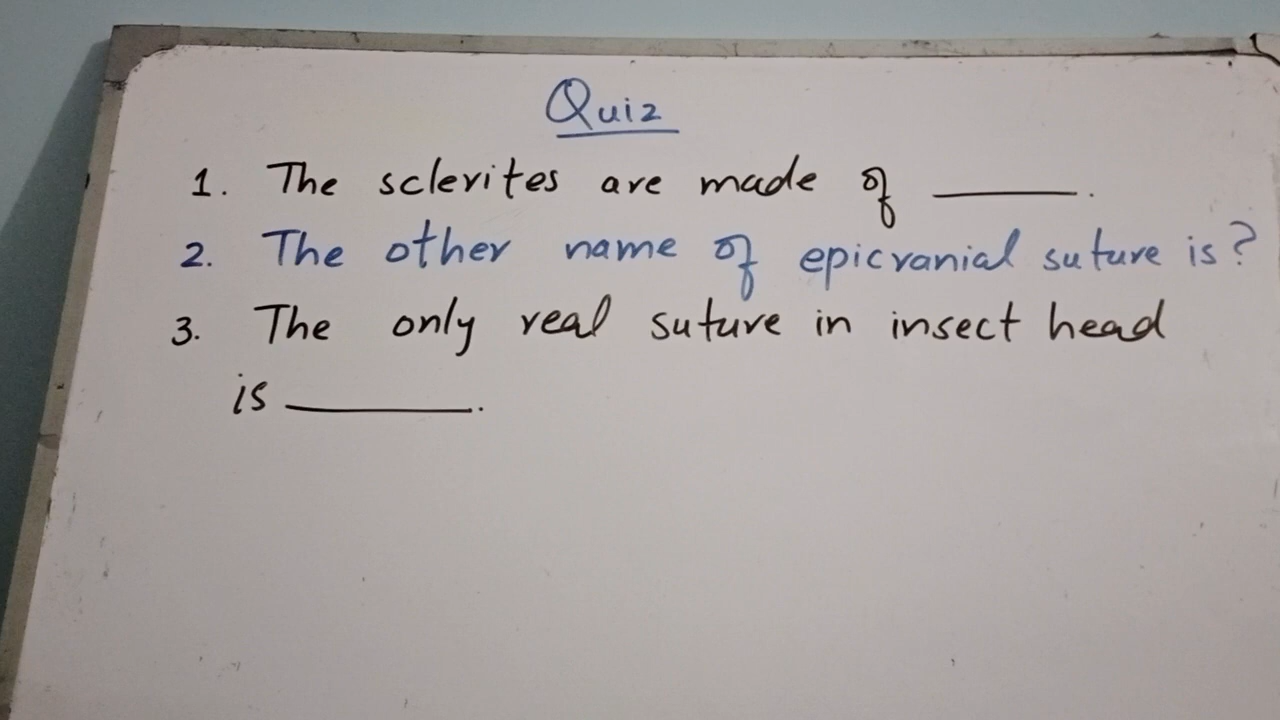 Quiz
1. The sclerites are made of ______.
2. The other name of epicranial suture is?
3. The only real suture in insect head
is ________.